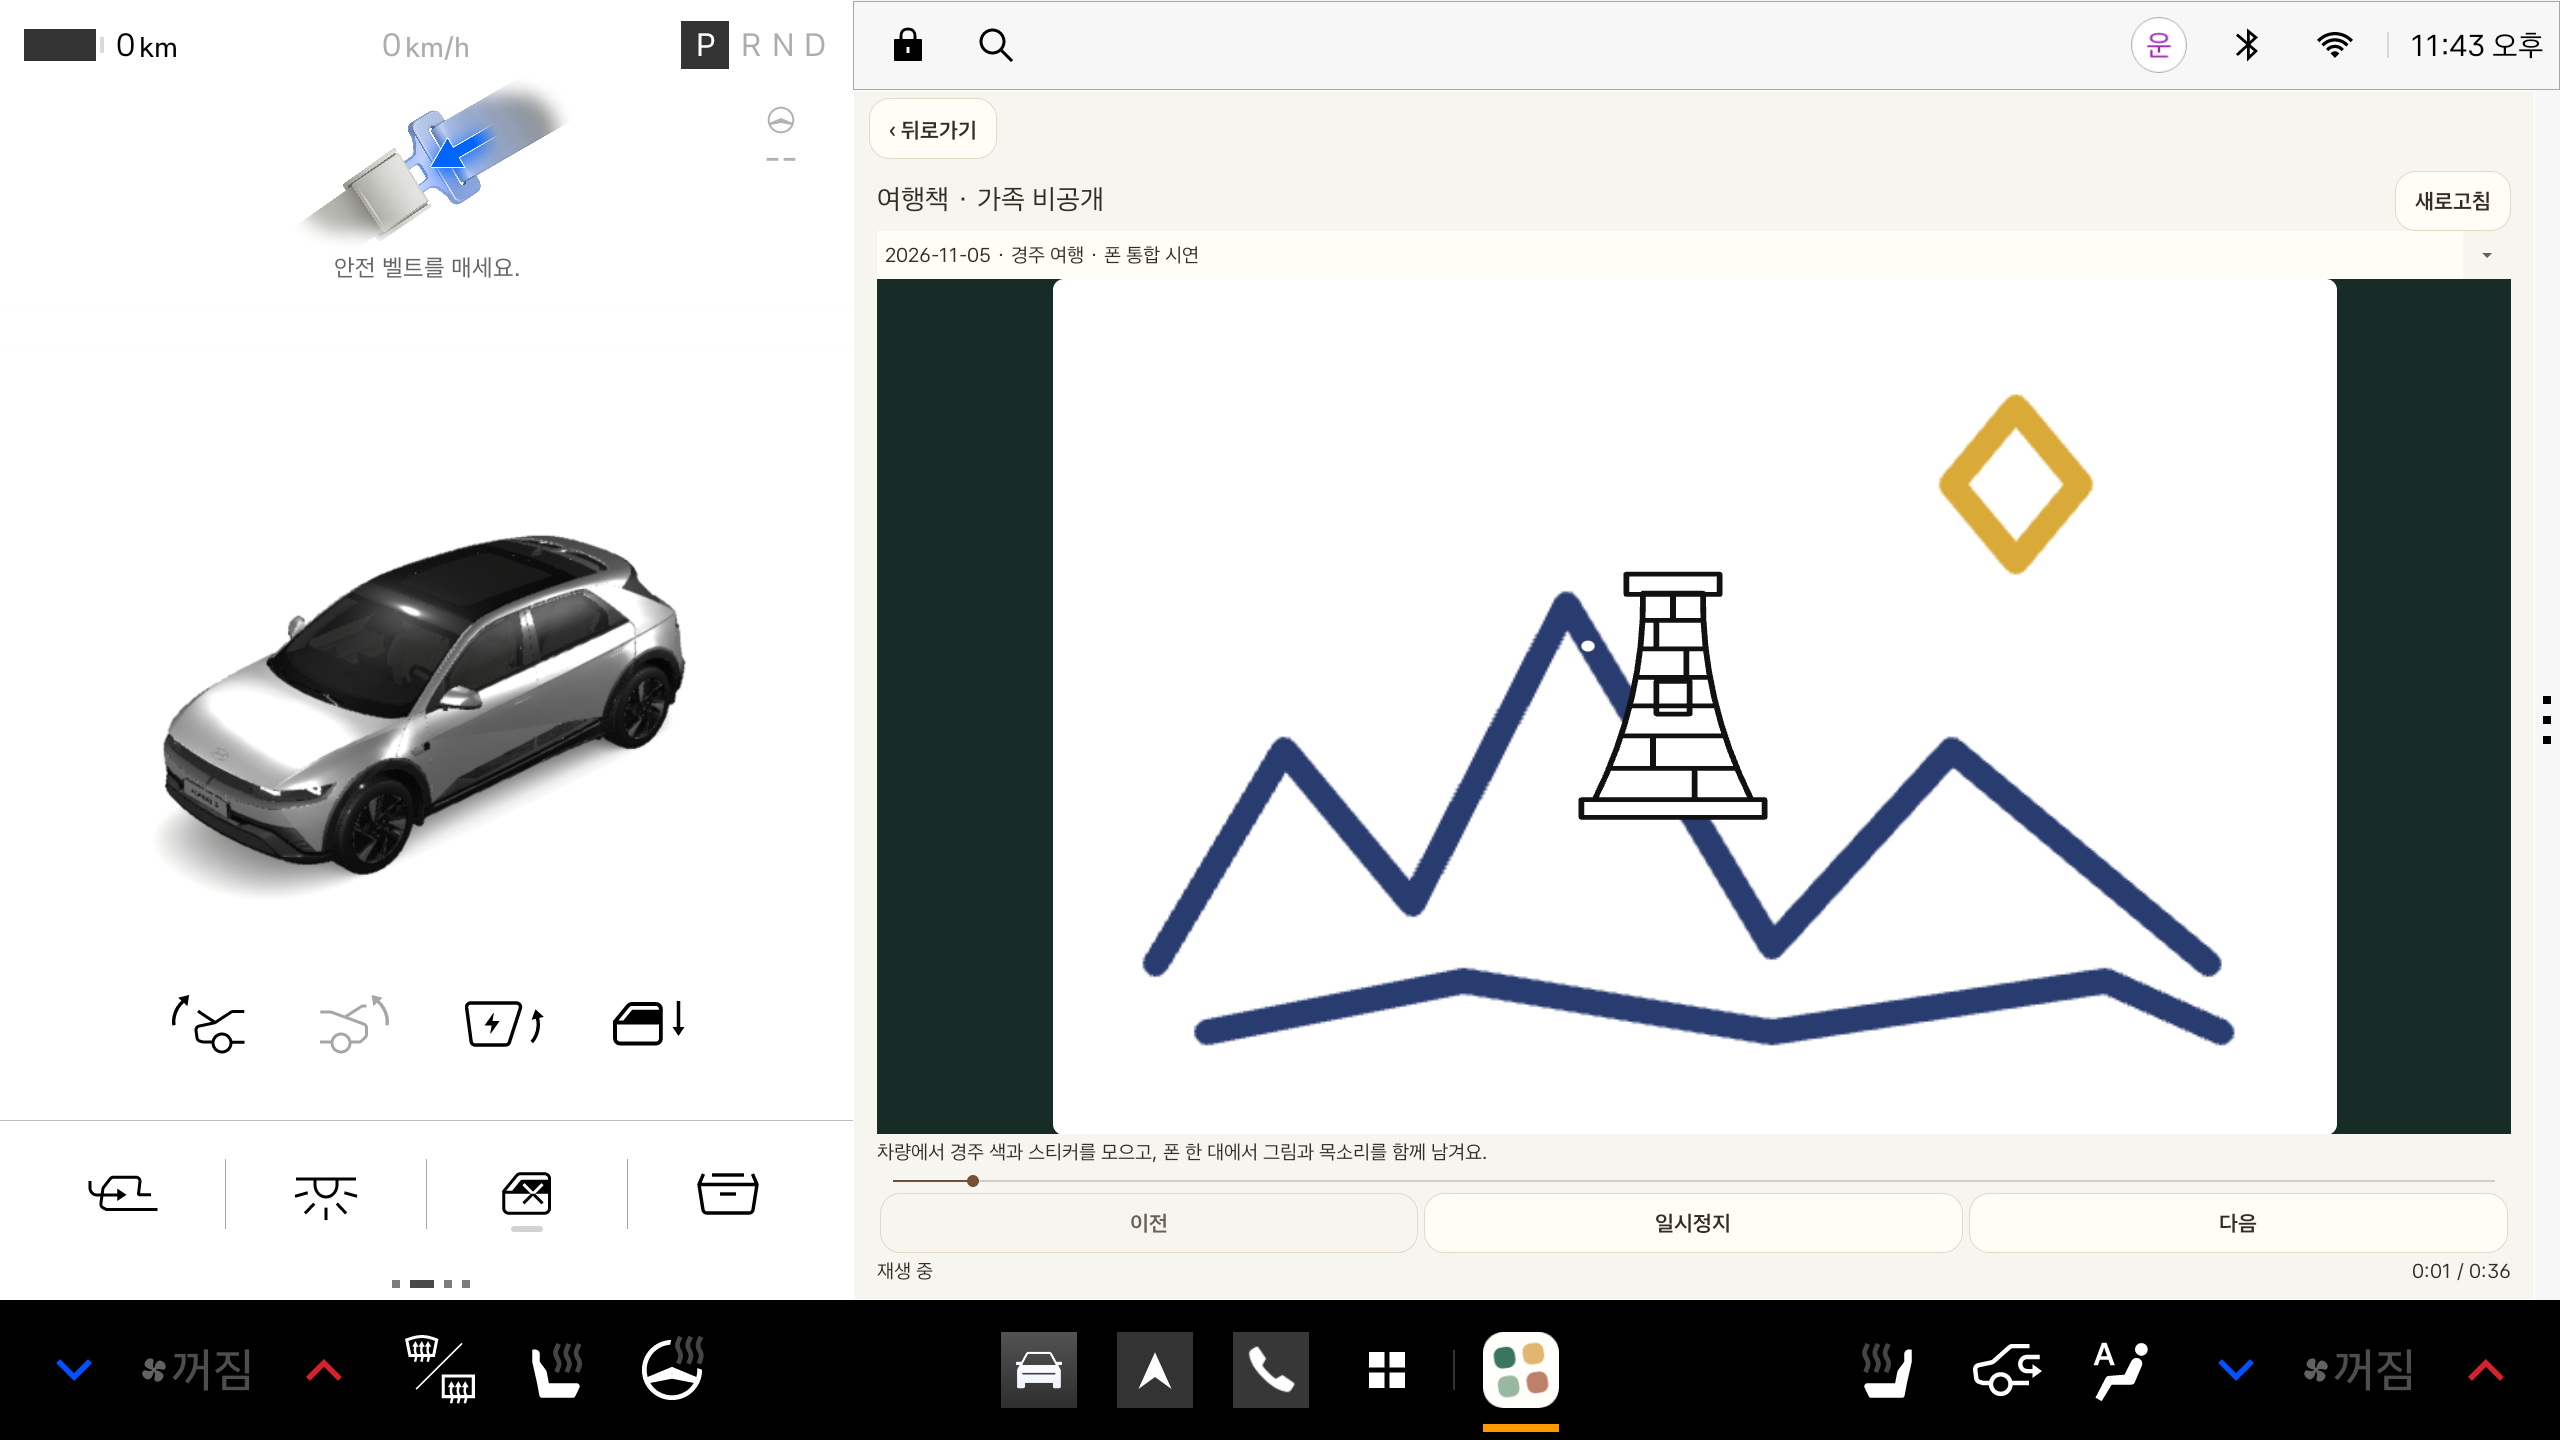 0 km
0 km/h
P R N D
운
11:43 오후
안전 벨트를 매세요.
‹ 뒤로가기
여행책 · 가족 비공개
새로고침
2026-11-05 · 경주 여행 · 폰 통합 시연
차량에서 경주 색과 스티커를 모으고, 폰 한 대에서 그림과 목소리를 함께 남겨요.
이전
일시정지
다음
재생 중
0:01 / 0:36
꺼짐
A
꺼짐